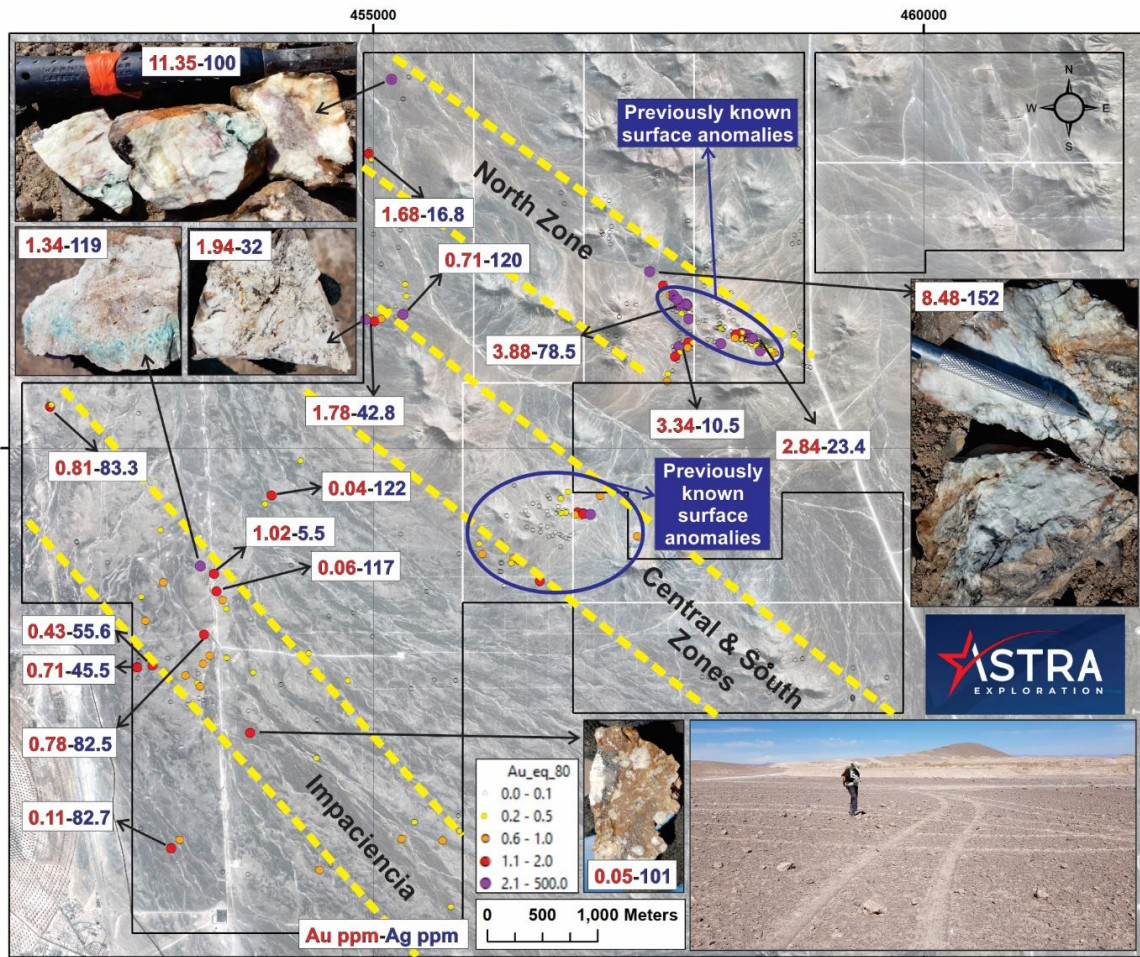 455000
460000
11.35-100
N
W
E
S
Previously known
surface anomalies
North Zone
1.68-16.8
1.34-119
1.94-32
0.71-120
8.48-152
3.88-78.5
1.78-42.8
3.34-10.5
2.84-23.4
0.81-83.3
0.04-122
Previously
known
surface
anomalies
1.02-5.5
0.06-117
Central & South
Zones
0.43-55.6
0.71-45.5
ASTRA
EXPLORATION
0.78-82.5
Impaciencia
Au_eq_80
0.0 - 0.1
0.2 - 0.5
0.6 - 1.0
1.1 - 2.0
2.1 - 500.0
0.11-82.7
0.05-101
0 500 1,000 Meters
Au ppm-Ag ppm